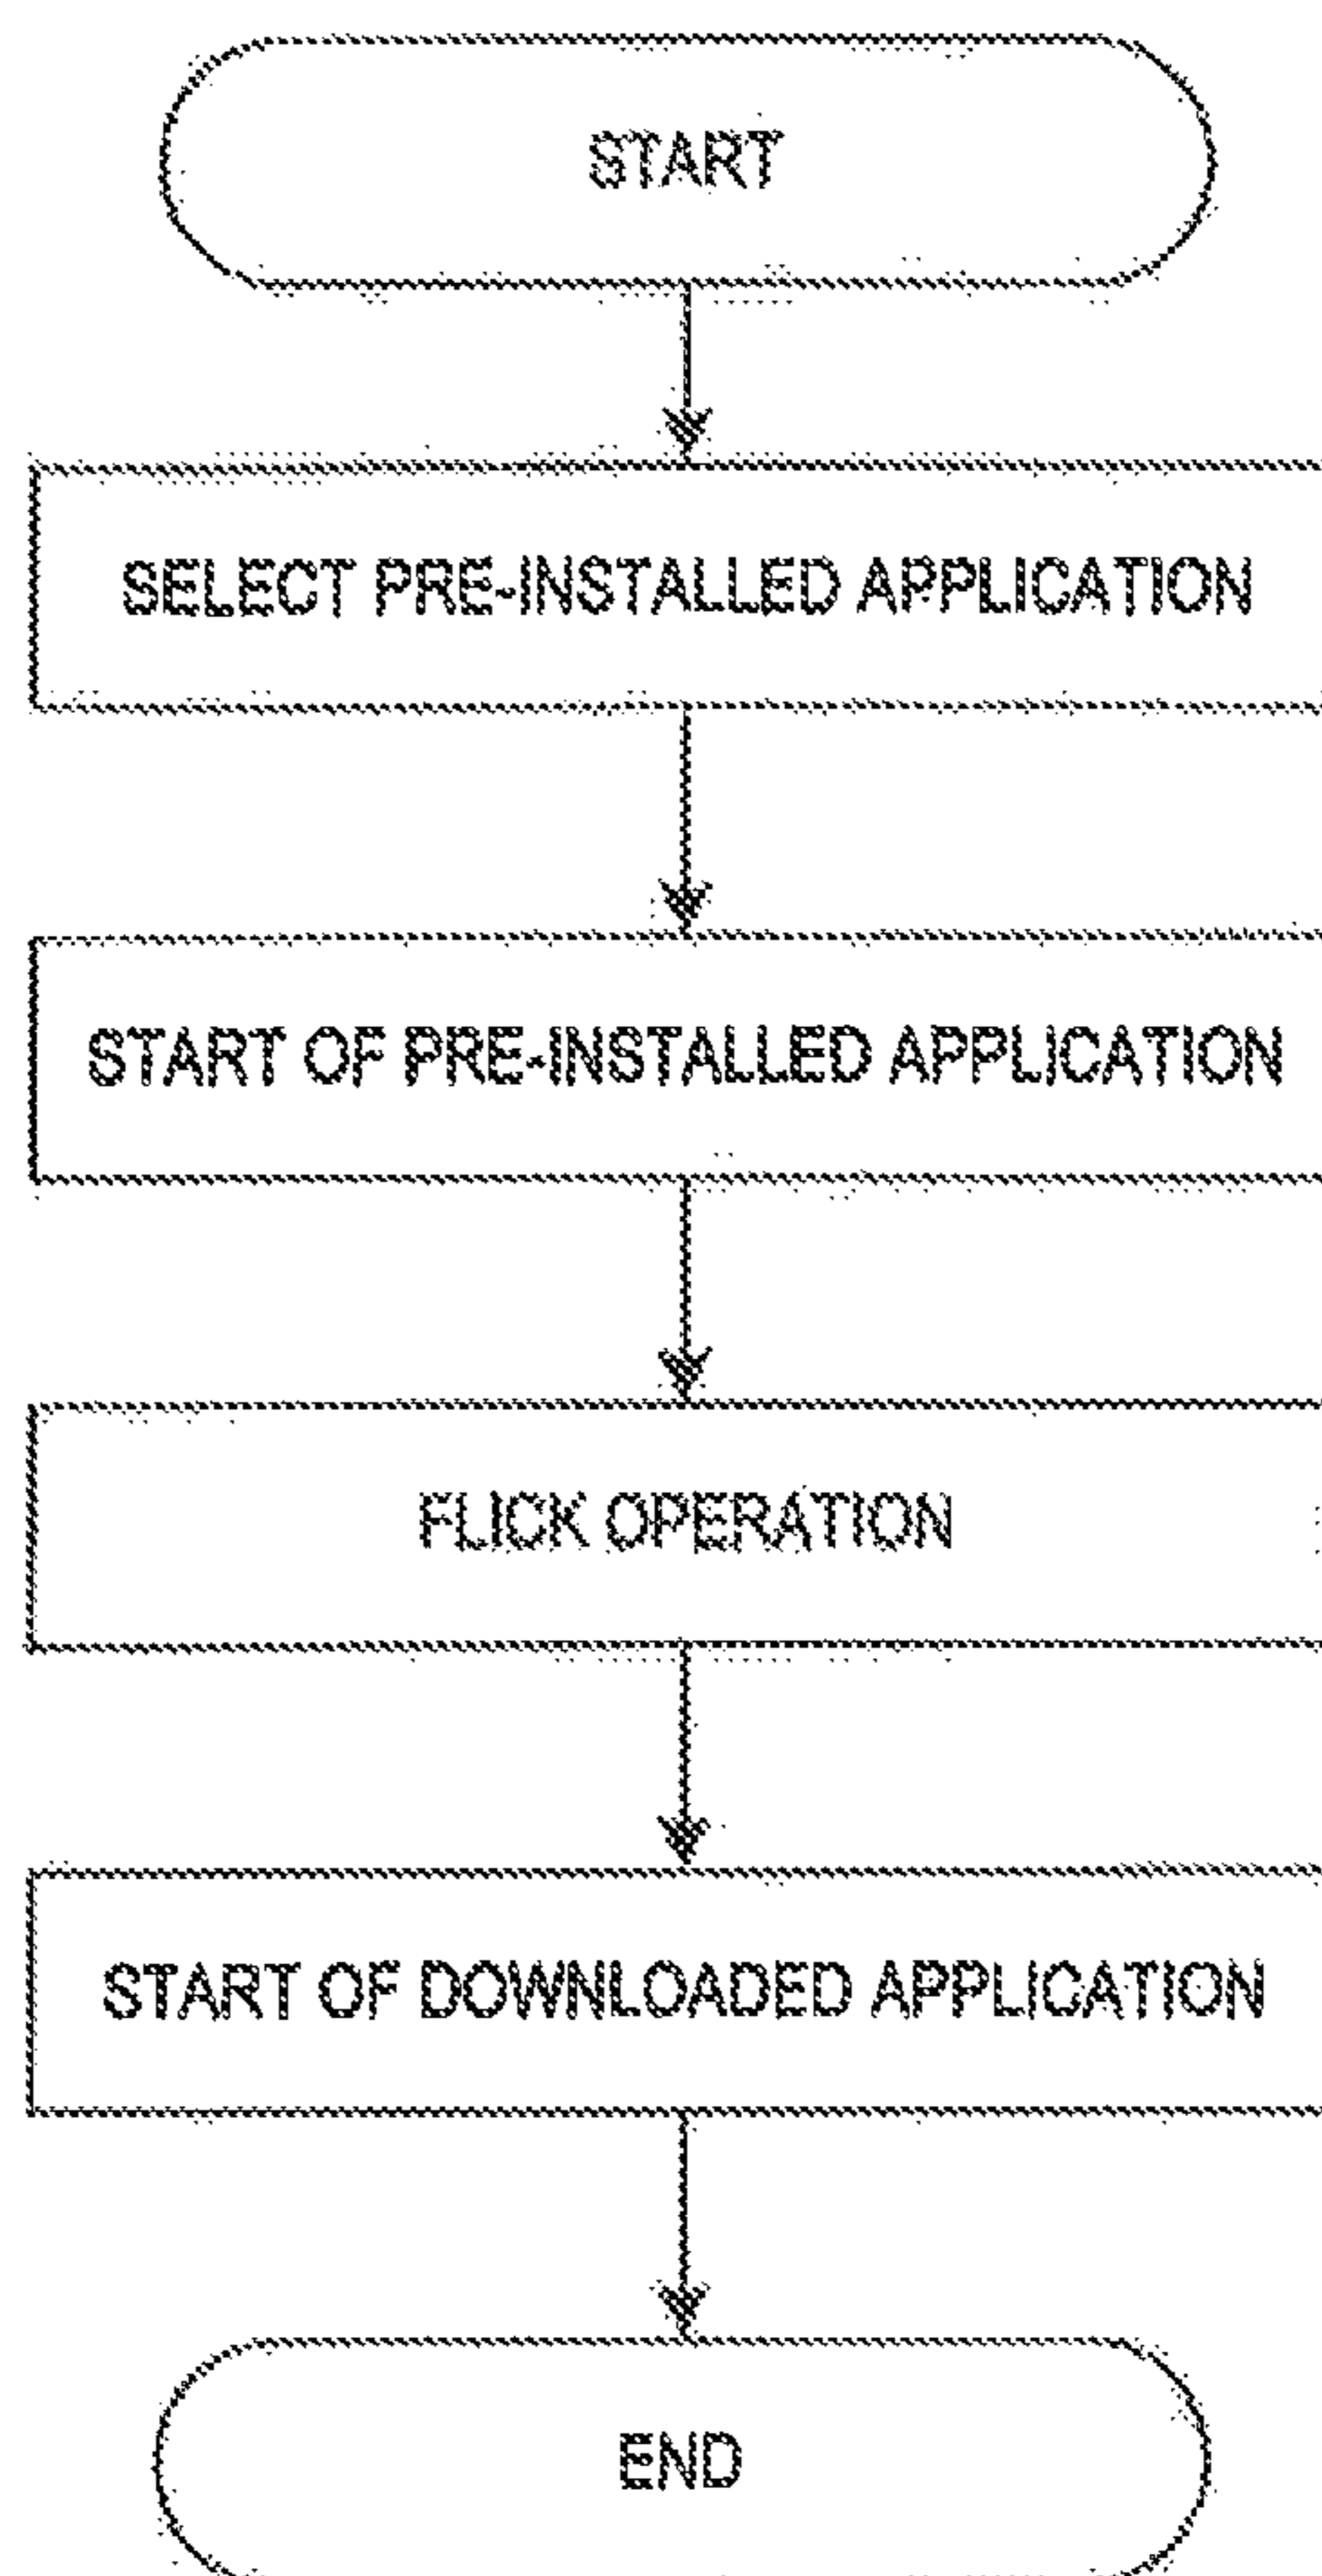 START
SELECT PRE-INSTALLED APPLICATION
START OF PRE-INSTALLED APPLICATION
FLICK OPERATION
START OF DOWNLOADED APPLICATION
END